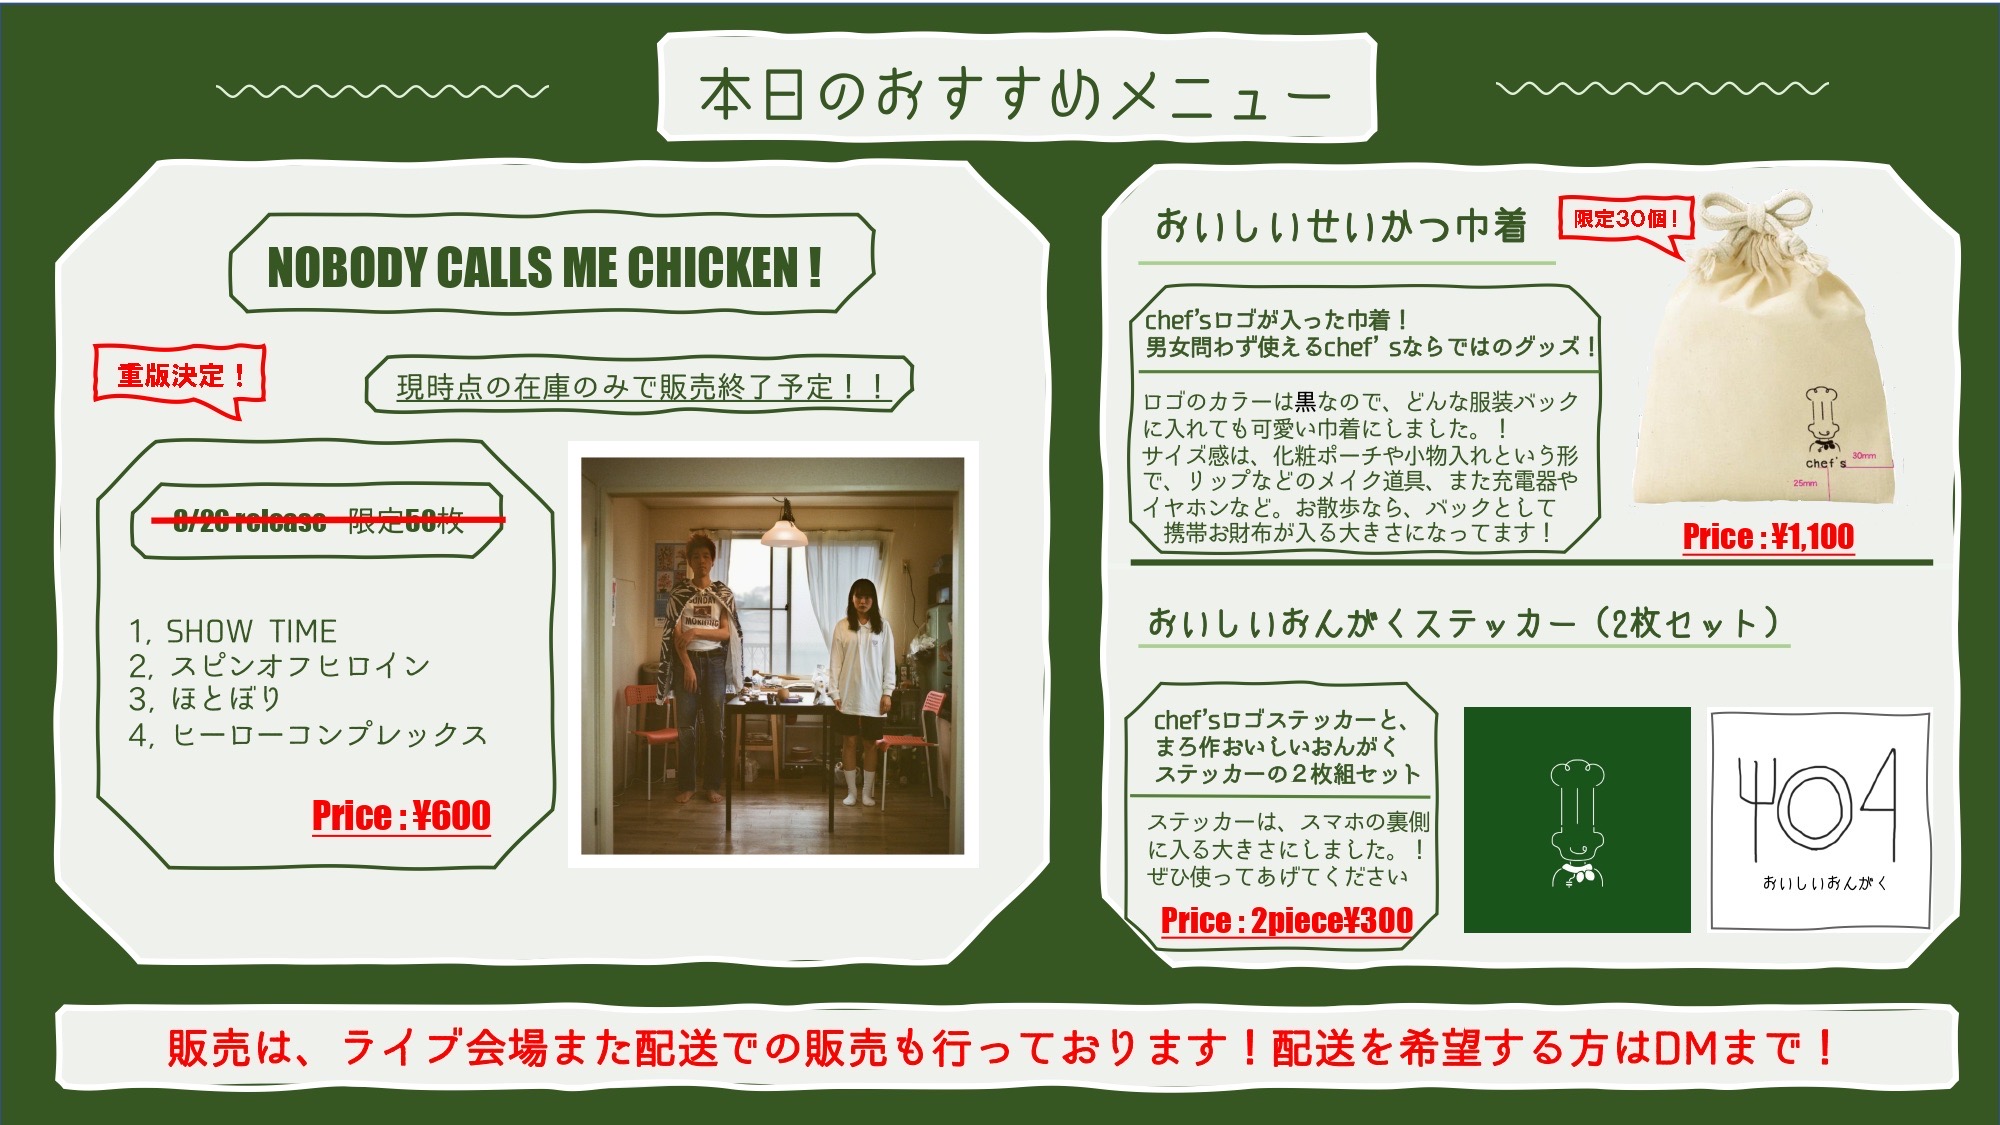 本日のおすすめメニュー
NOBODY CALLS ME CHICKEN !
重版決定！
現時点の在庫のみで販売終了予定！！
8/26 release 限定50枚
1, SHOW TIME
2, スピンオフヒロイン
3, ほとぼり
4, ヒーローコンプレックス
Price : ¥600
SUNDAY
MORNING
おいしいせいかつ巾着
限定30個！
chef'sロゴが入った巾着！
男女問わず使えるchef’sならではのグッズ！
ロゴのカラーは黒なので、どんな服装バック
に入れても可愛い巾着にしました。！
サイズ感は、化粧ポーチや小物入れという形
で、リップなどのメイク道具、また充電器や
イヤホンなど。お散歩なら、バックとして
携帯お財布が入る大きさになってます！
chef's
30mm
25mm
Price : ¥1,100
おいしいおんがくステッカー（2枚セット）
chef'sロゴステッカーと、
まろ作おいしいおんがく
ステッカーの２枚組セット
ステッカーは、スマホの裏側
に入る大きさにしました。！
ぜひ使ってあげてください
Price : 2piece¥300
おいしいおんがく
販売は、ライブ会場また配送での販売も行っております！配送を希望する方はDMまで！